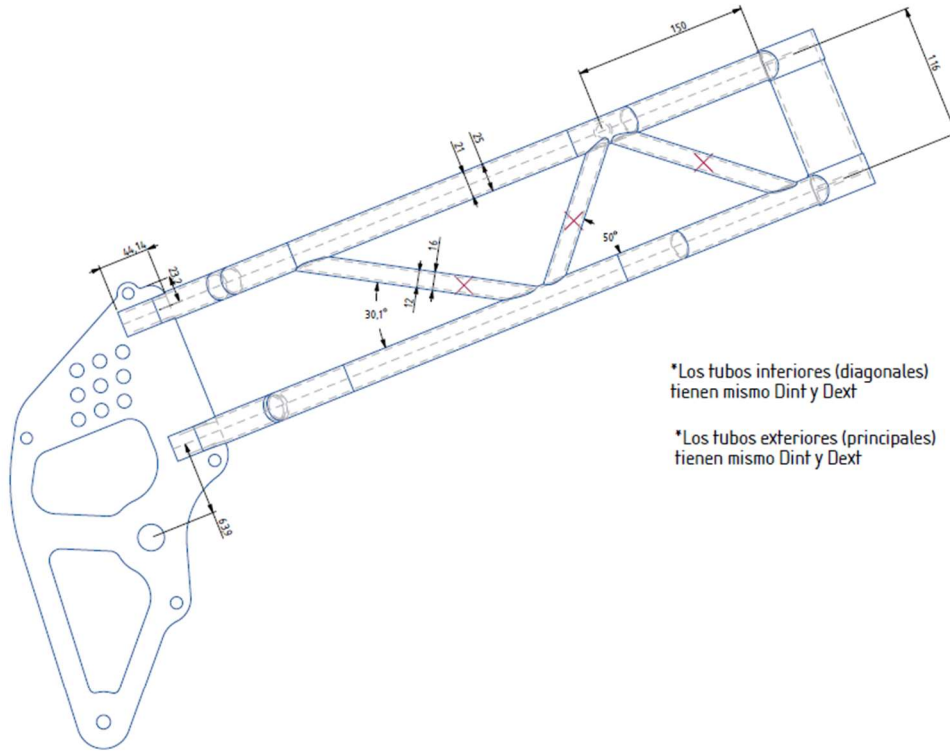 150
116
21
25
44,14
23,2
16
12
50°
30,1°
*Los tubos interiores (diagonales)
tienen mismo Dint y Dext
*Los tubos exteriores (principales)
tienen mismo Dint y Dext
63,9